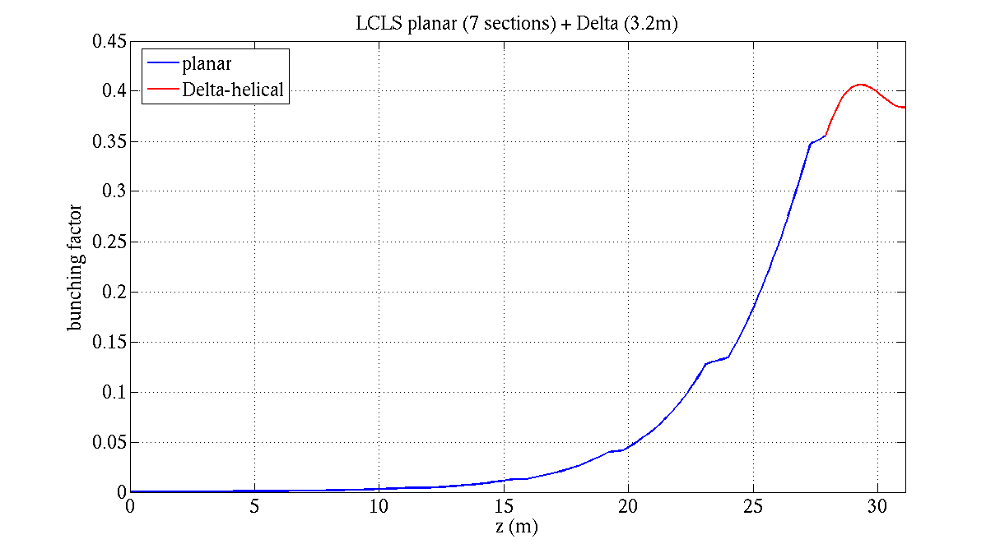 LCLS planar (7 sections) + Delta (3.2m)
planar
Delta-helical
bunching factor
0.45
0.4
0.35
0.3
0.25
0.2
0.15
0.1
0.05
0
0 5 10 15 20 25 30
z (m)